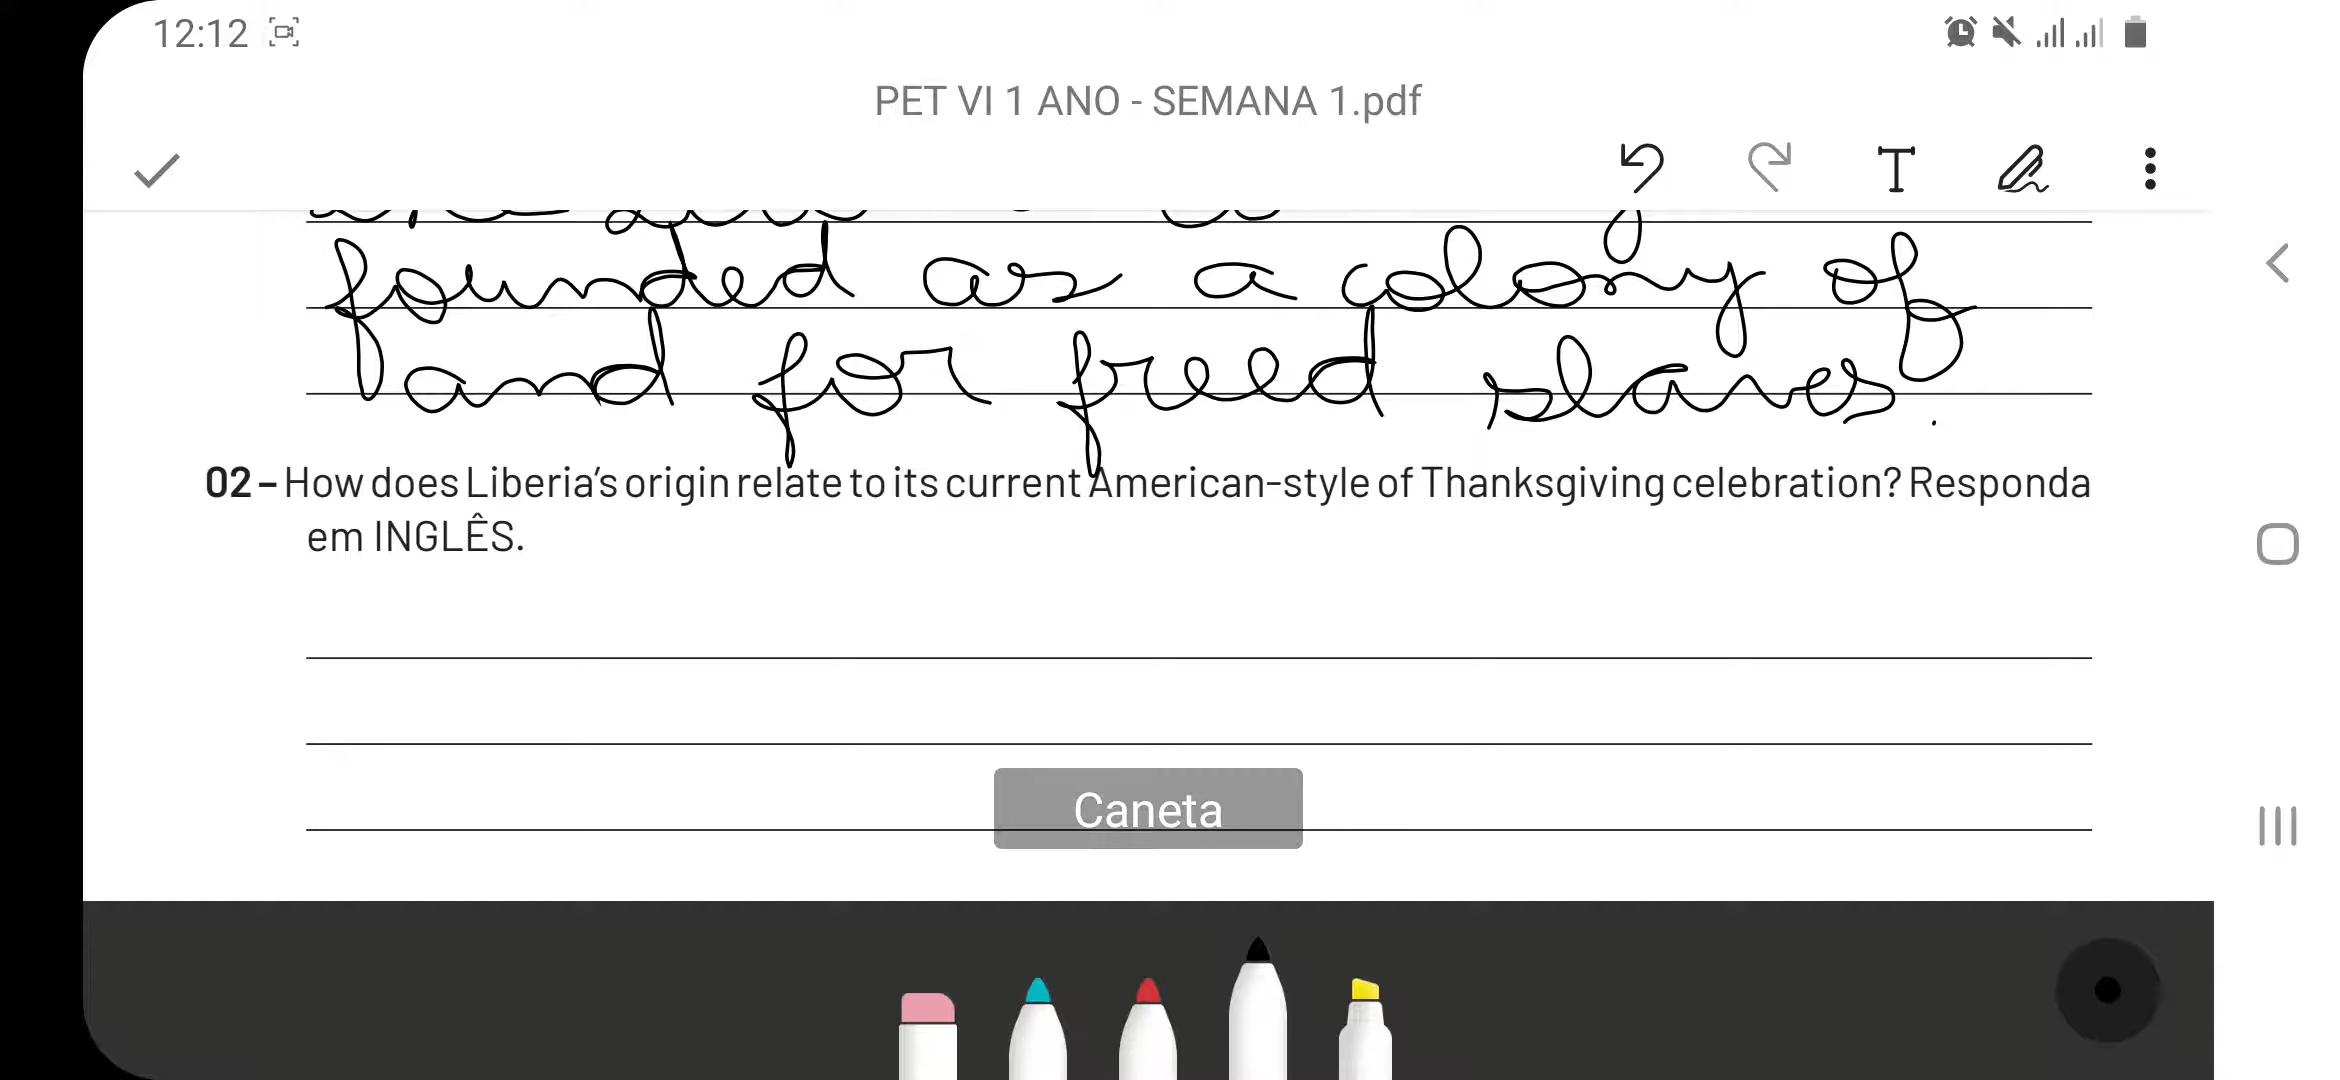 12:12
PET VI 1 ANO - SEMANA 1.pdf
T
founded as a colony of
land for freed slaves.
02 – How does Liberia's origin relate to its current American-style of Thanksgiving celebration? Responda
em INGLÊS.
Caneta